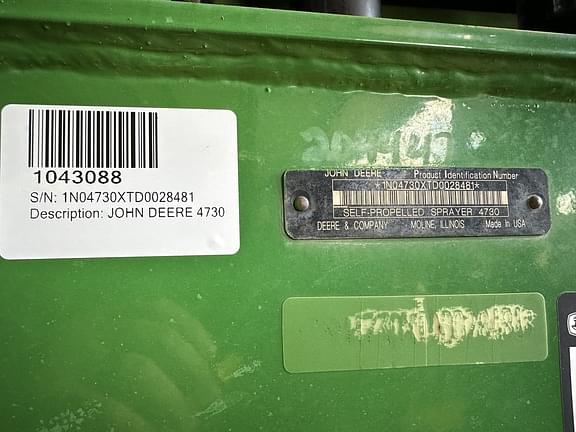 1043088
S/N: 1N04730XTD0028481
Description: JOHN DEERE 4730
JOHN DEERE Product Identification Number
*1N04730XTD0028481*
SELF-PROPELLED SPRAYER 4730
DEERE & COMPANY MOLINE, ILLINOIS Made in USA